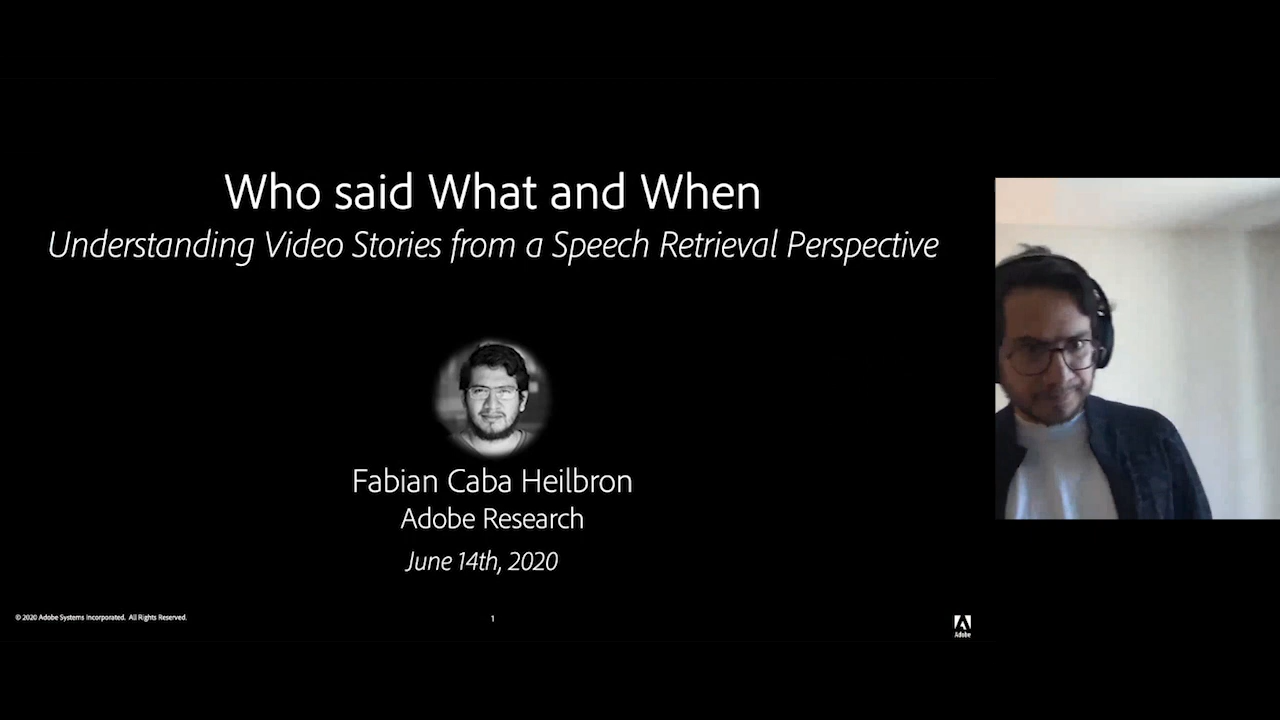 Who said What and When
Understanding Video Stories from a Speech Retrieval Perspective
Fabian Caba Heilbron
Adobe Research
June 14th, 2020
© 2020 Adobe Systems Incorporated. All Rights Reserved.
1
Adobe